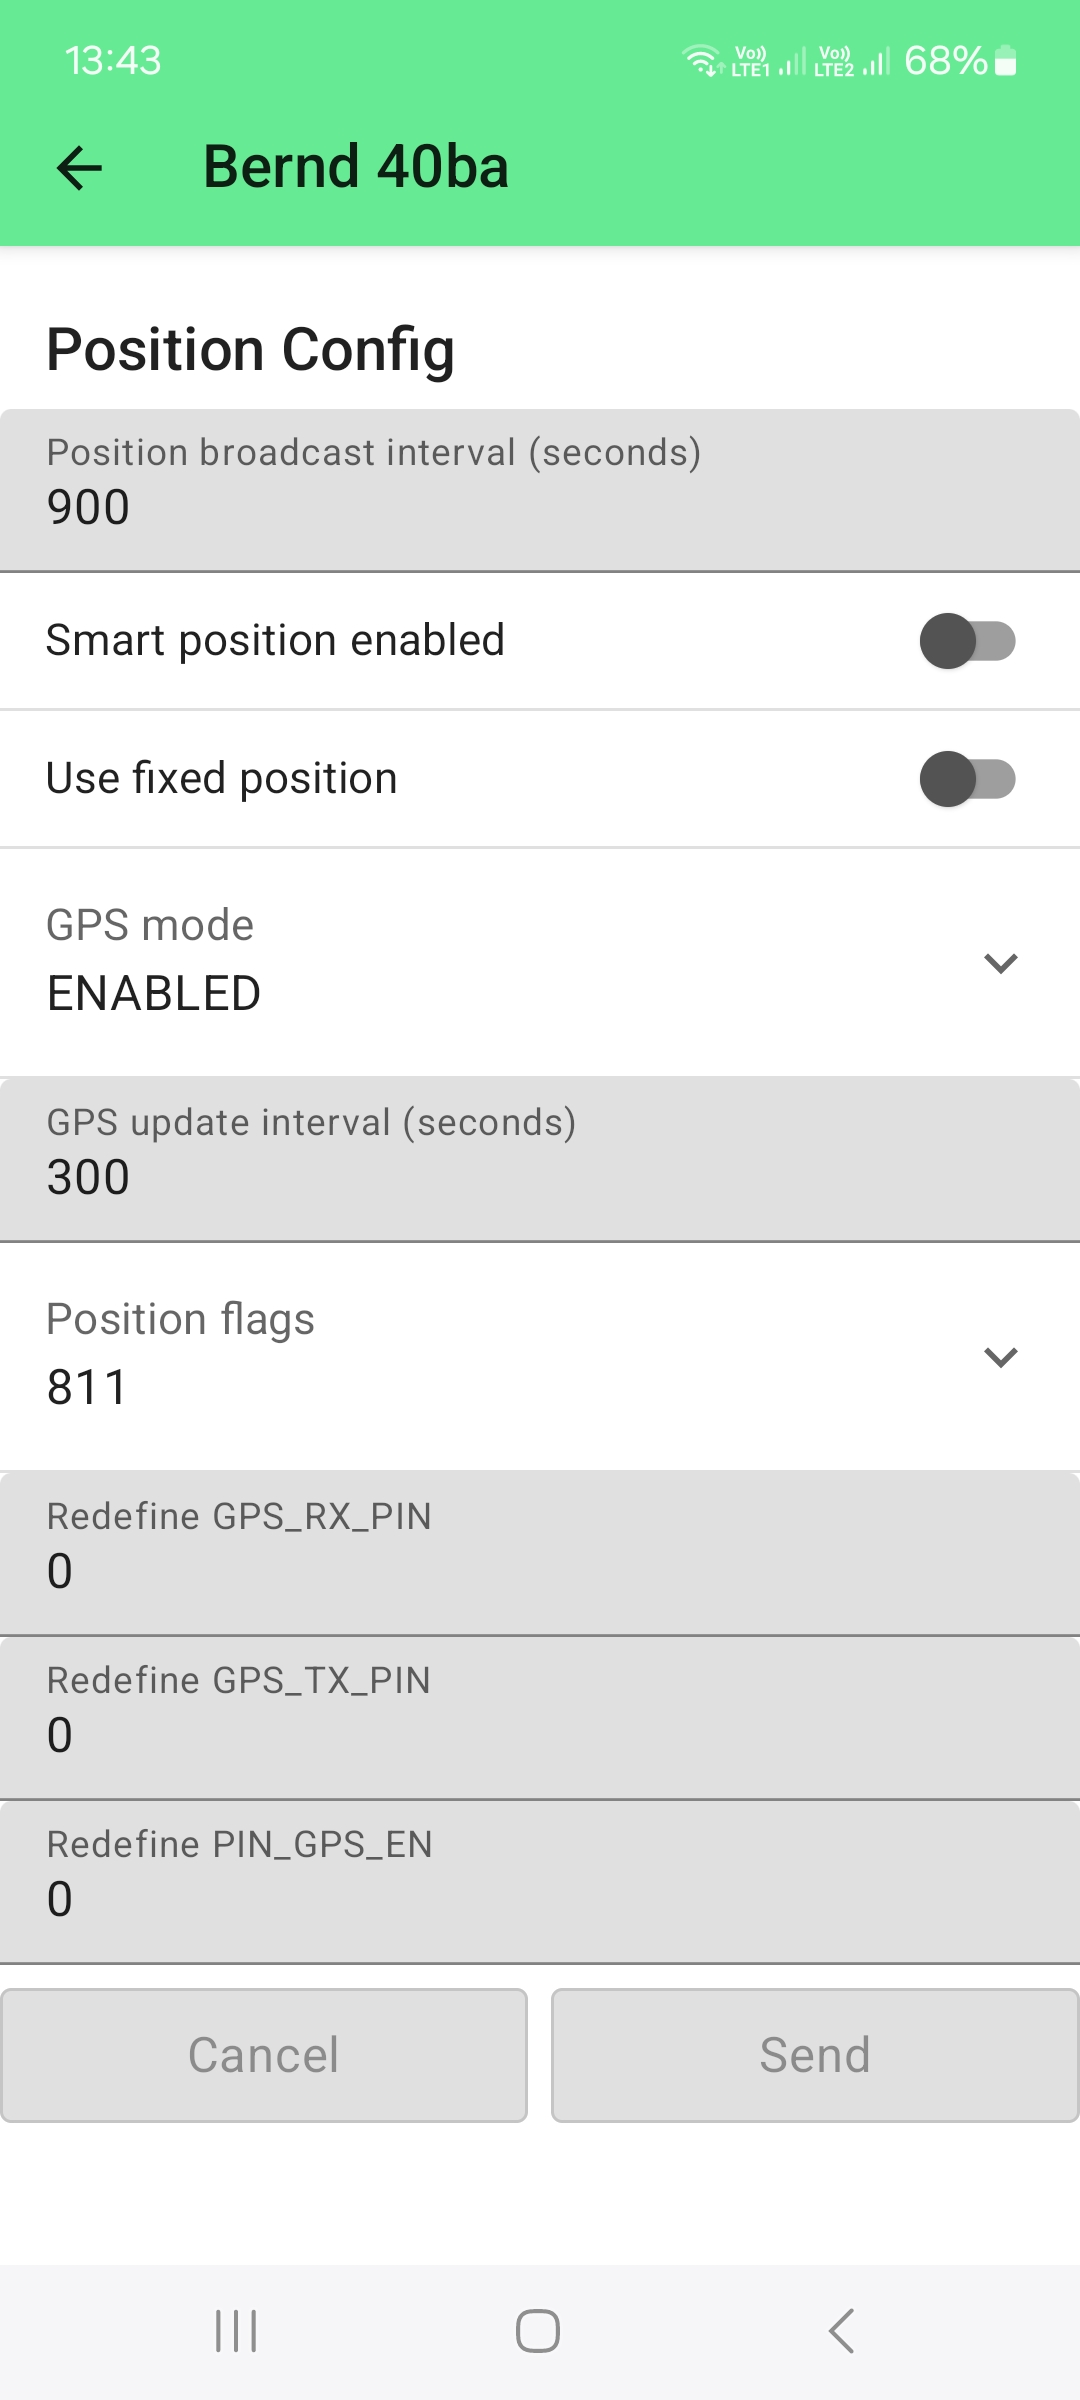 13:43 Vo)) LTE1 Vo)) LTE2 68%
Bernd 40ba
Position Config
Position broadcast interval (seconds)
900
Smart position enabled
Use fixed position
GPS mode
ENABLED
GPS update interval (seconds)
300
Position flags
811
Redefine GPS_RX_PIN
0
Redefine GPS_TX_PIN
0
Redefine PIN_GPS_EN
0
Cancel Send